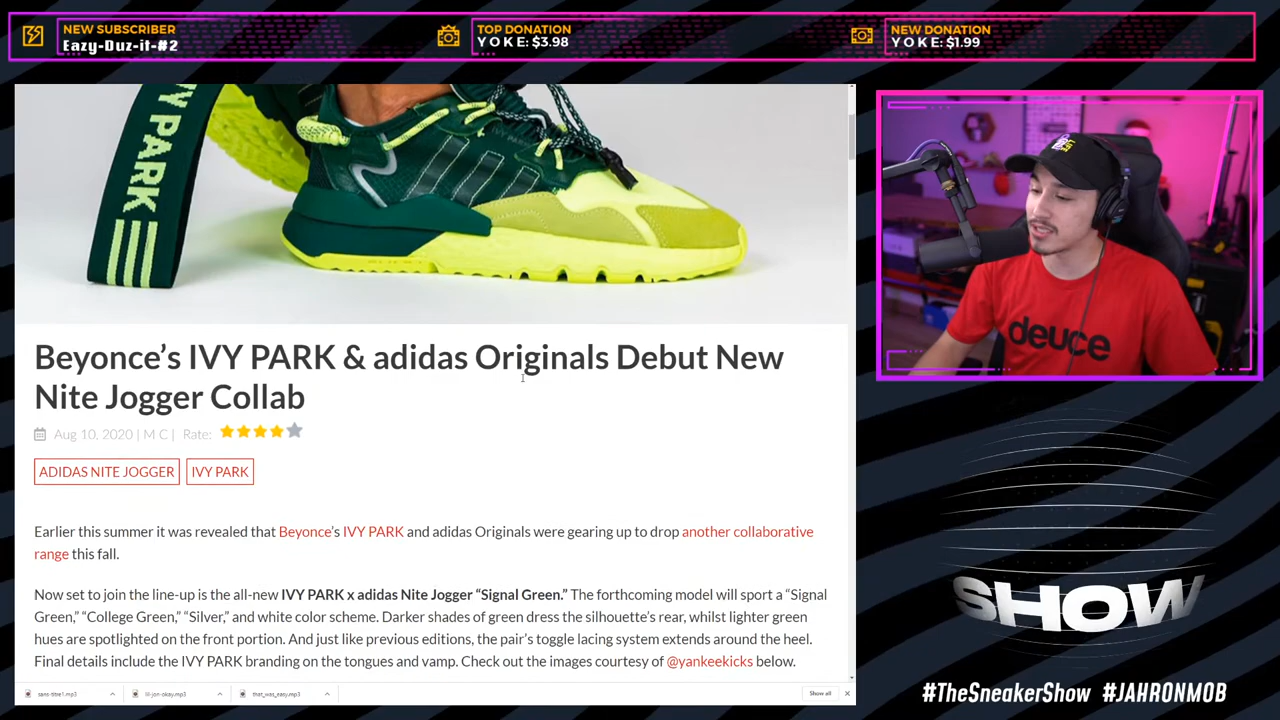 NEW SUBSCRIBER
Eazy-Duz-it-#2
TOP DONATION
Y O K E: $3.98
NEW DONATION
Y O K E: $1.99
IVY PARK
deuce
Beyonce’s IVY PARK & adidas Originals Debut New
Nite Jogger Collab
Aug 10, 2020 | M C | Rate:
ADIDAS NITE JOGGER IVY PARK
Earlier this summer it was revealed that Beyonce’s IVY PARK and adidas Originals were gearing up to drop another collaborative
range this fall.
Now set to join the line-up is the all-new IVY PARK x adidas Nite Jogger “Signal Green.” The forthcoming model will sport a “Signal
Green,” “College Green,” “Silver,” and white color scheme. Darker shades of green dress the silhouette’s rear, whilst lighter green
hues are spotlighted on the front portion. And just like previous editions, the pair’s toggle lacing system extends around the heel.
Final details include the IVY PARK branding on the tongues and vamp. Check out the images courtesy of @yankeekicks below.
sans-titre1.mp3
lil-jon-okay.mp3
that_was_easy.mp3
Show all
SHOW
#TheSneakerShow #JAHRONMOB